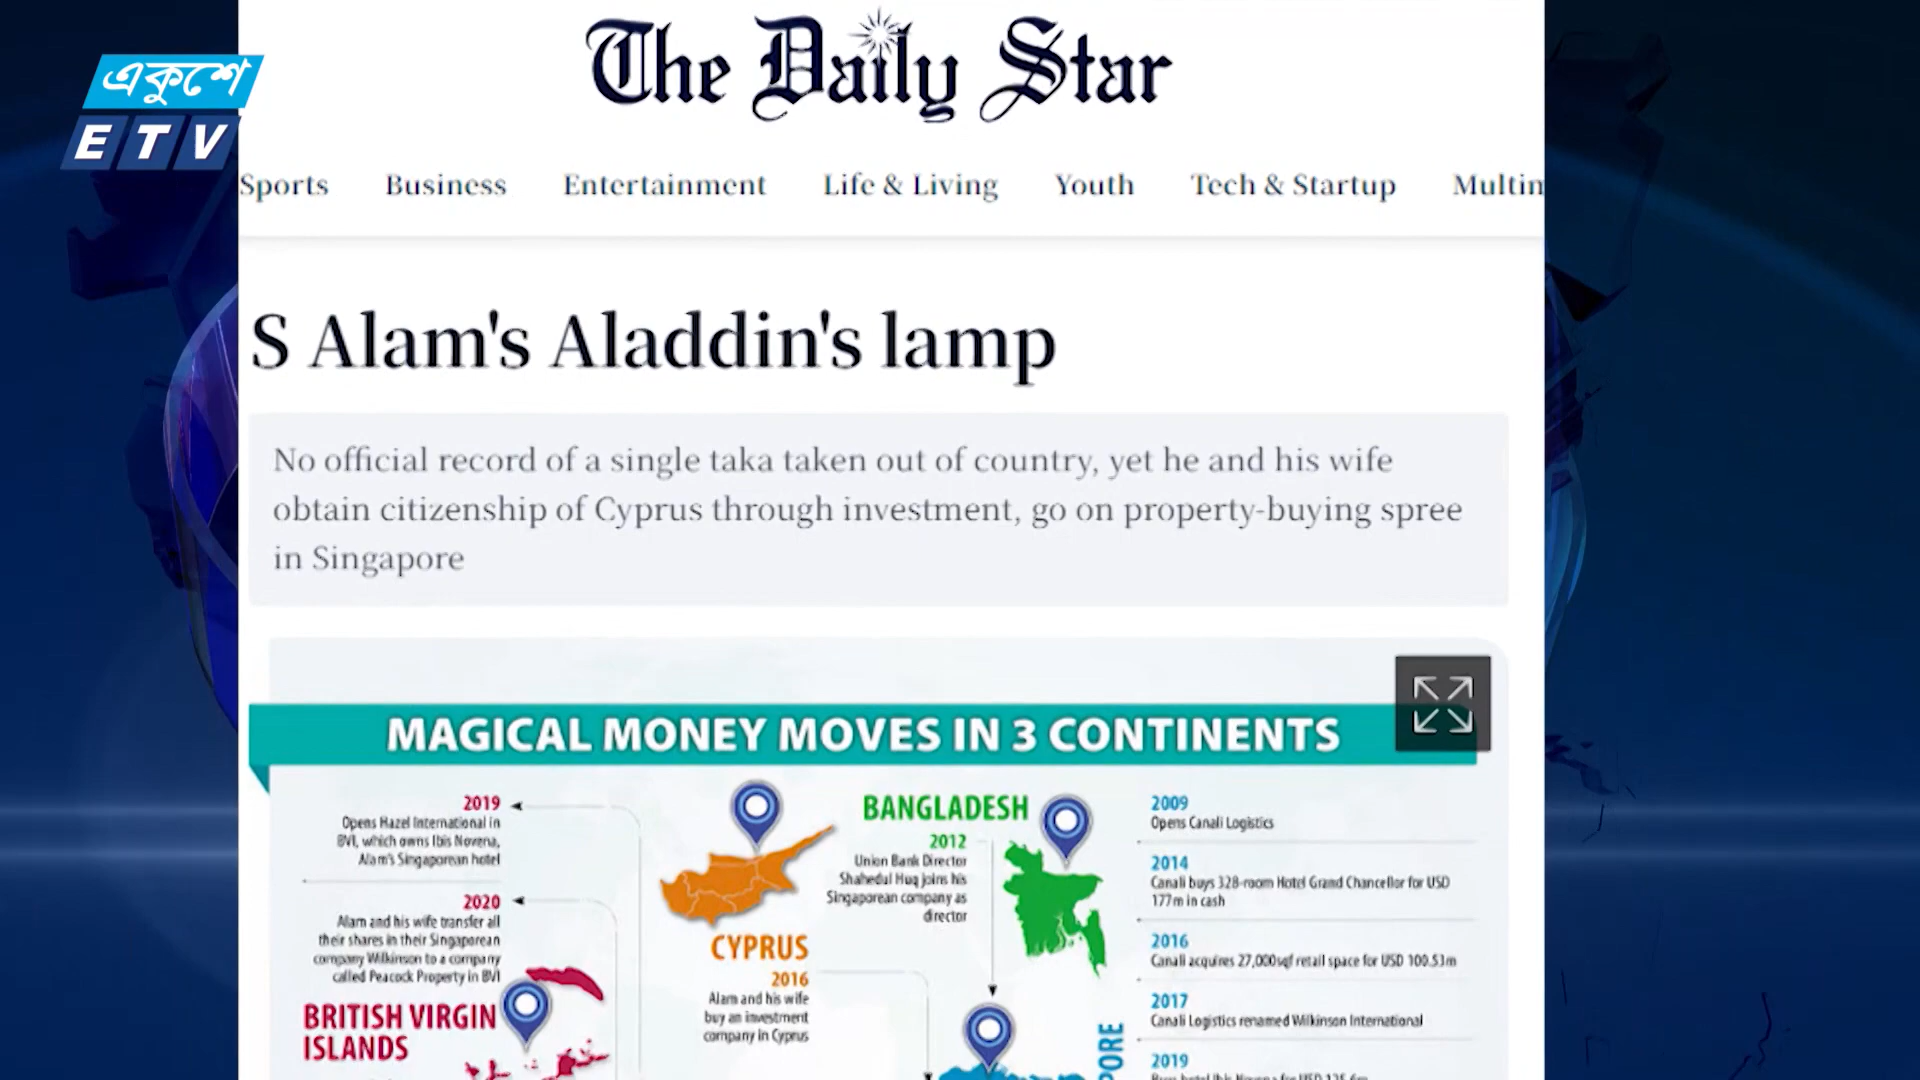 একুশে
ETV
The Daily Star
Sports Business Entertainment Life & Living Youth Tech & Startup Multim
S Alam's Aladdin's lamp
No official record of a single taka taken out of country, yet he and his wife
obtain citizenship of Cyprus through investment, go on property-buying spree
in Singapore
MAGICAL MONEY MOVES IN 3 CONTINENTS
2019
Opens Hazel International in
BVI, which owns Ibis Novena,
Alam's Singaporean hotel
2020
Alam and his wife transfer all
their shares in their Singaporean
company Wilkinson to a company
called Peacock Property in BVI
BRITISH VIRGIN
ISLANDS
CYPRUS
2016
Alam and his wife
buy an investment
company in Cyprus
BANGLADESH
2012
Union Bank Director
Shahedul Huq joins his
Singaporean company as
director
2009
Opens Canali Logistics
2014
Canali buys 328-room Hotel Grand Chancellor for USD
177m in cash
2016
Canali acquires 27,000sqf retail space for USD 100.53m
2017
Canali Logistics renamed Wilkinson International
2019
PORE